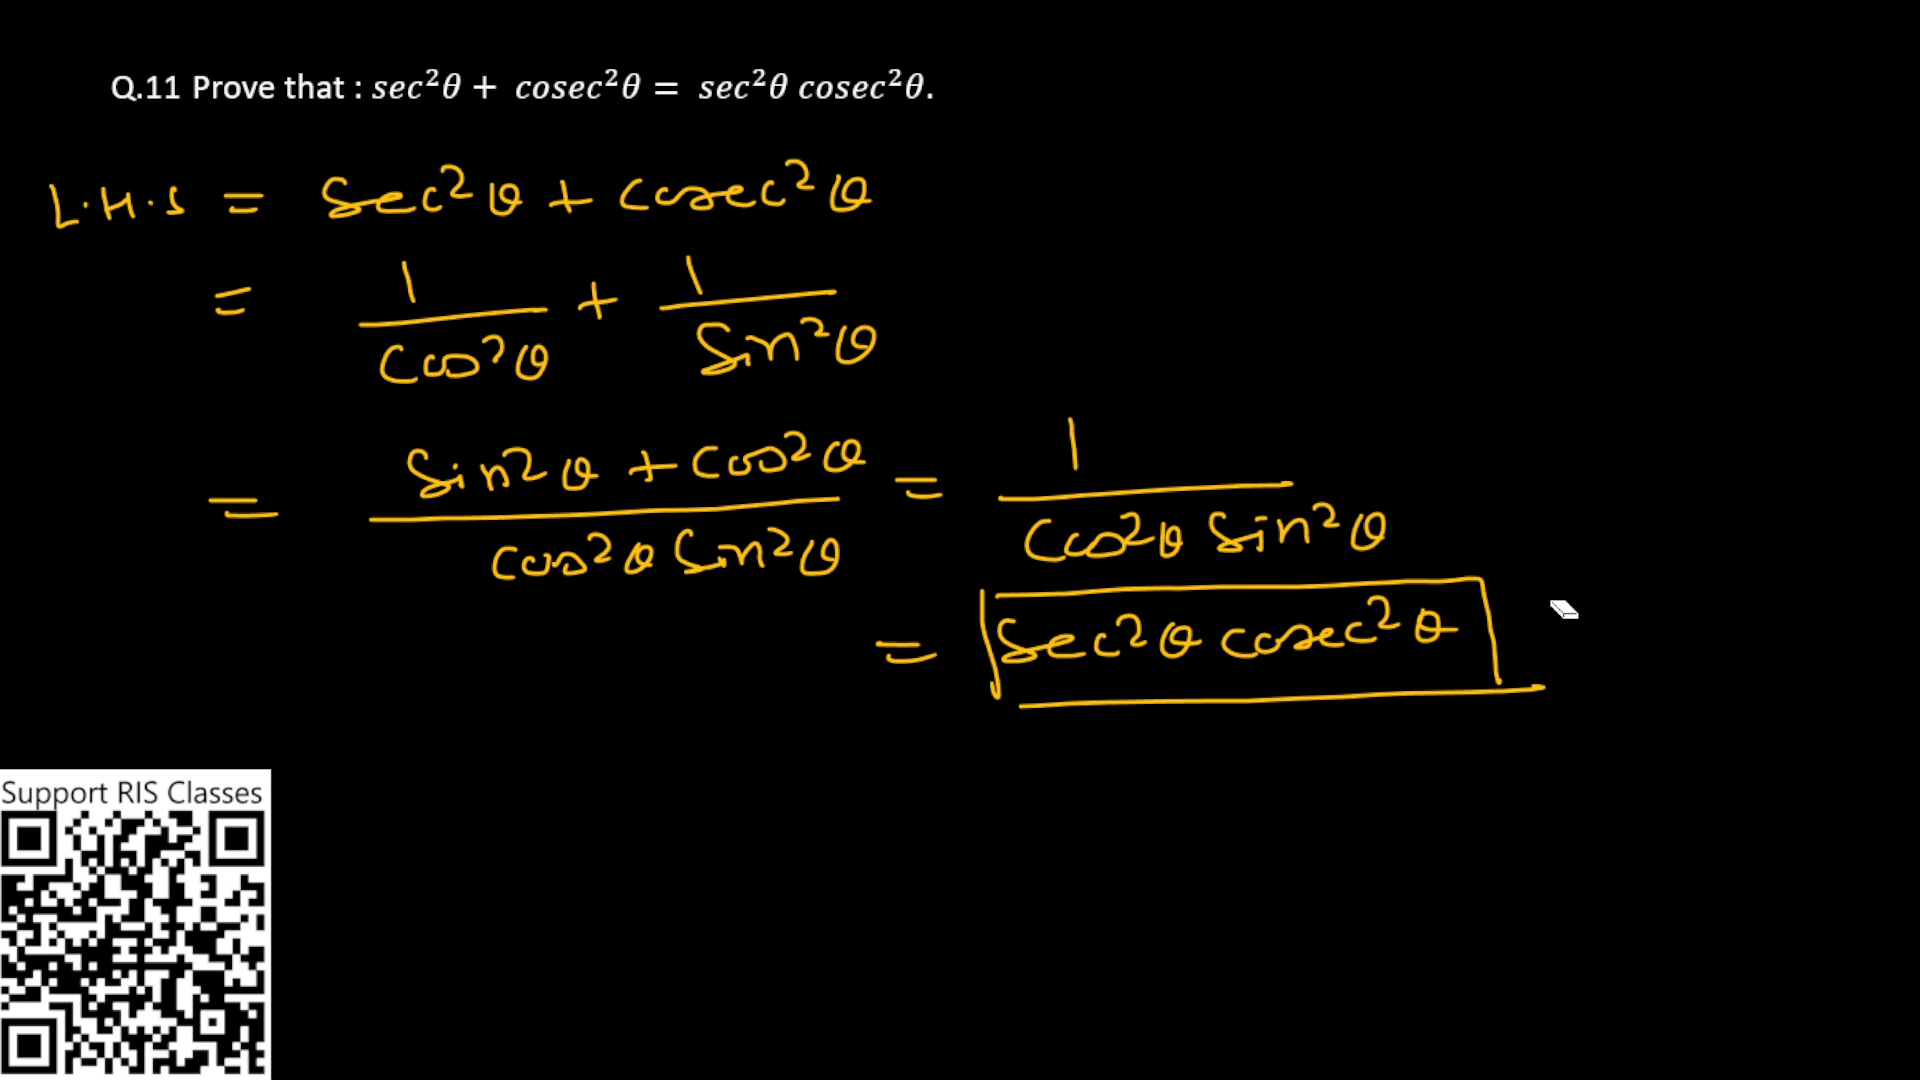 Q.11 Prove that : sec²θ + cosec²θ = sec²θ cosec²θ.
L.H.S = Sec²θ + Cosec²θ
= 1/Cos²θ + 1/Sin²θ
= Sin²θ + Cos²θ / Cos²θ Sin²θ = 1 / Cos²θ Sin²θ
= Sec²θ Cosec²θ
Support RIS Classes